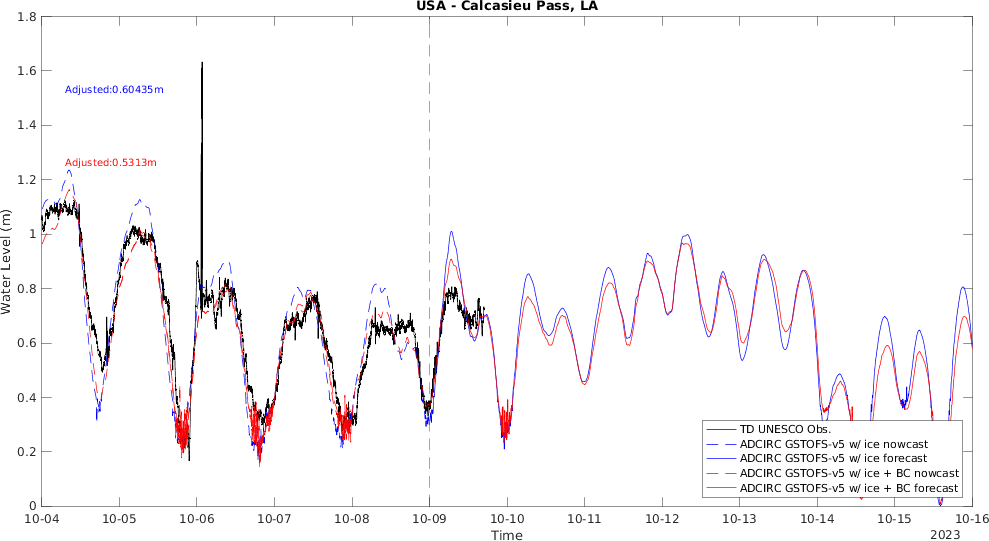 USA - Calcasieu Pass, LA
1.8
1.6
1.4
1.2
1
0.8
0.6
0.4
0.2
0
Water Level (m)
Adjusted:0.60435m
Adjusted:0.5313m
TD UNESCO Obs.
ADCIRC GSTOFS-v5 w/ ice nowcast
ADCIRC GSTOFS-v5 w/ ice forecast
ADCIRC GSTOFS-v5 w/ ice + BC nowcast
ADCIRC GSTOFS-v5 w/ ice + BC forecast
10-04 10-05 10-06 10-07 10-08 10-09 10-10 10-11 10-12 10-13 10-14 10-15 10-16
Time
2023